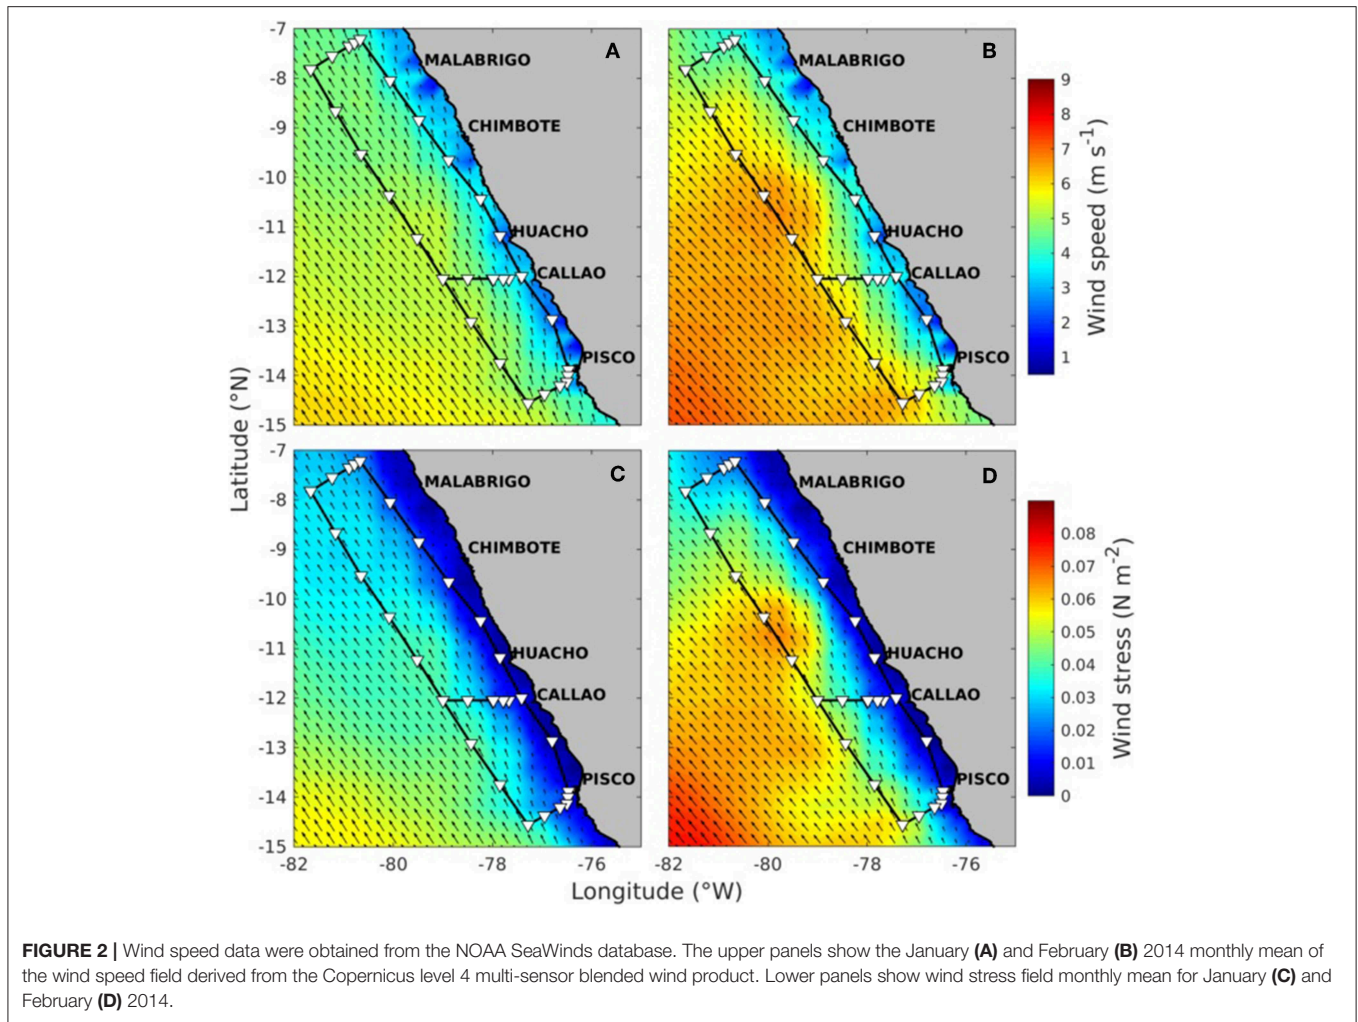 -7
-8
-9
-10
-11
-12
-13
-14
-15
A
MALABRIGO
CHIMBOTE
HUACHO
CALLAO
PISCO
B
MALABRIGO
CHIMBOTE
HUACHO
CALLAO
PISCO
9
8
7
6
5
4
3
2
1
Wind speed (m s⁻¹)
Latitude (°N)
-7
-8
-9
-10
-11
-12
-13
-14
-15
C
MALABRIGO
CHIMBOTE
HUACHO
CALLAO
PISCO
-82 -80 -78 -76
D
MALABRIGO
CHIMBOTE
HUACHO
CALLAO
PISCO
-82 -80 -78 -76
0.08
0.07
0.06
0.05
0.04
0.03
0.02
0.01
0
Wind stress (N m⁻²)
Longitude (°W)
FIGURE 2 | Wind speed data were obtained from the NOAA SeaWinds database. The upper panels show the January (A) and February (B) 2014 monthly mean of
the wind speed field derived from the Copernicus level 4 multi-sensor blended wind product. Lower panels show wind stress field monthly mean for January (C) and
February (D) 2014.